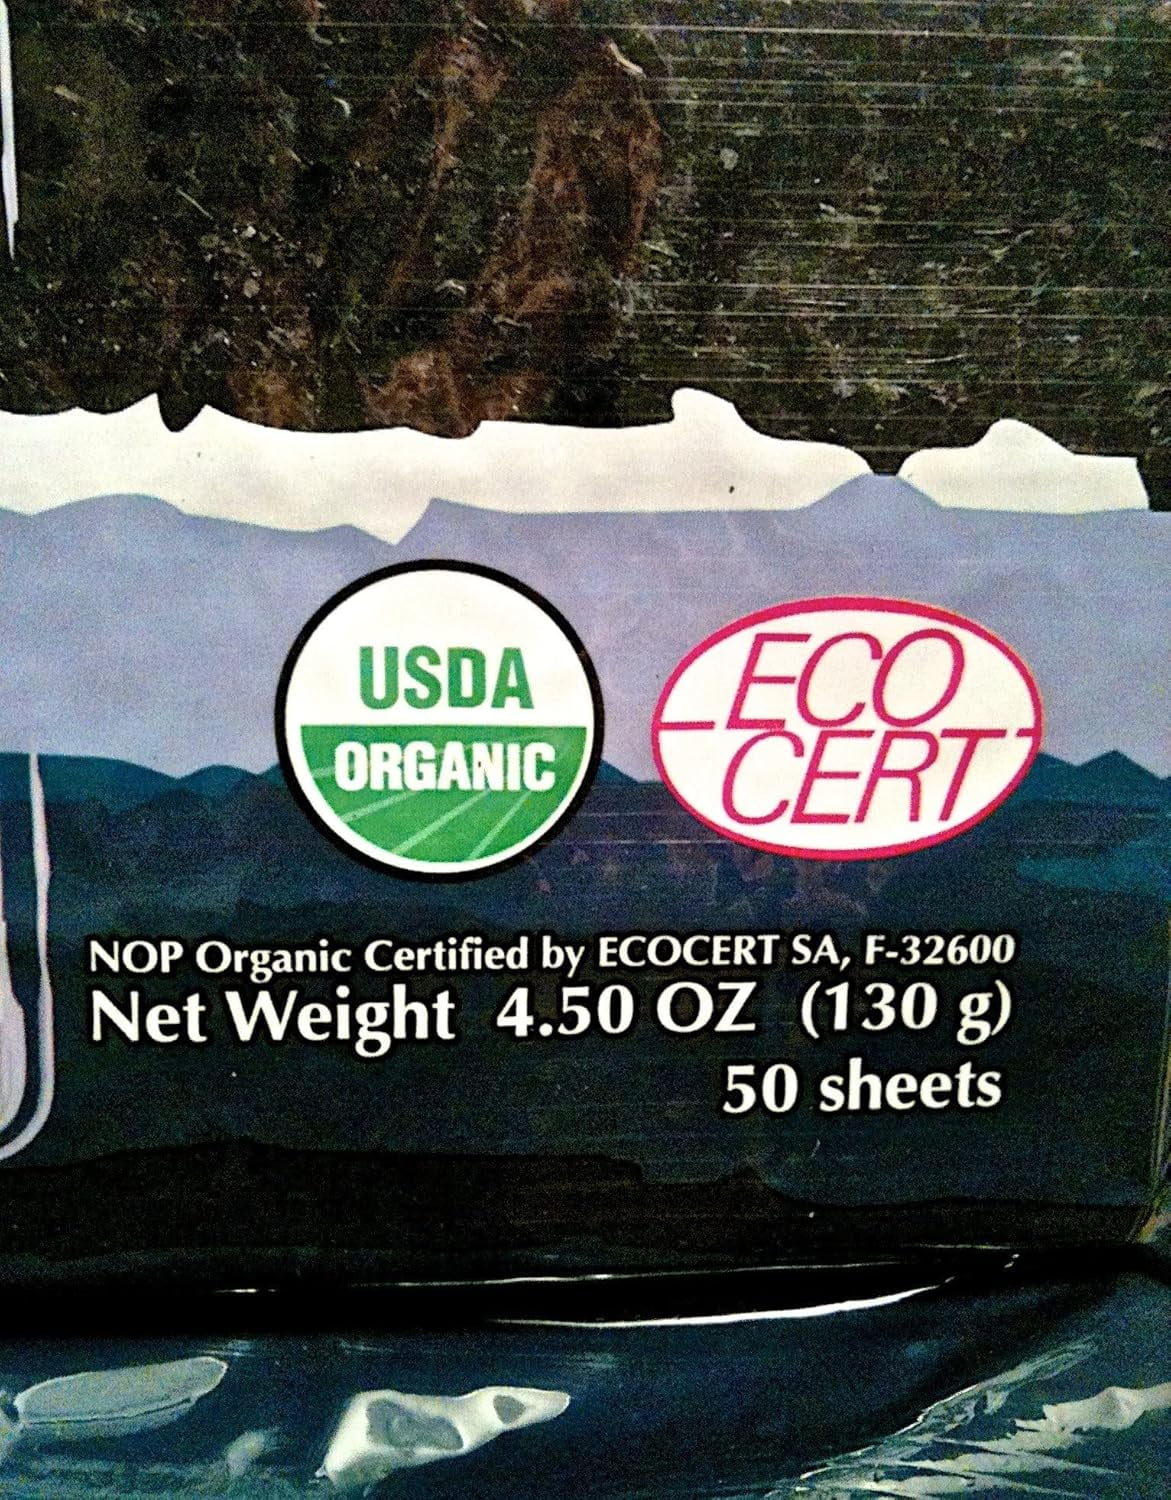 USDA
ORGANIC
ECO
CERT
NOP Organic Certified by ECOCERT SA, F-32600
Net Weight 4.50 OZ (130 g)
50 sheets